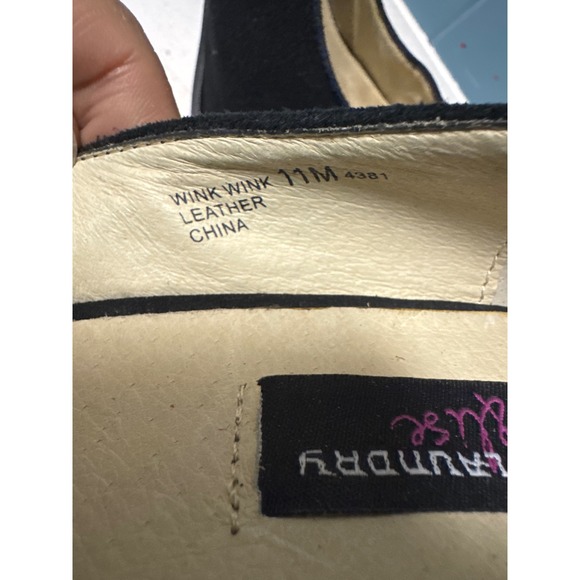 WINK WINK 11M 4381
LEATHER
CHINA
LAUNDRY